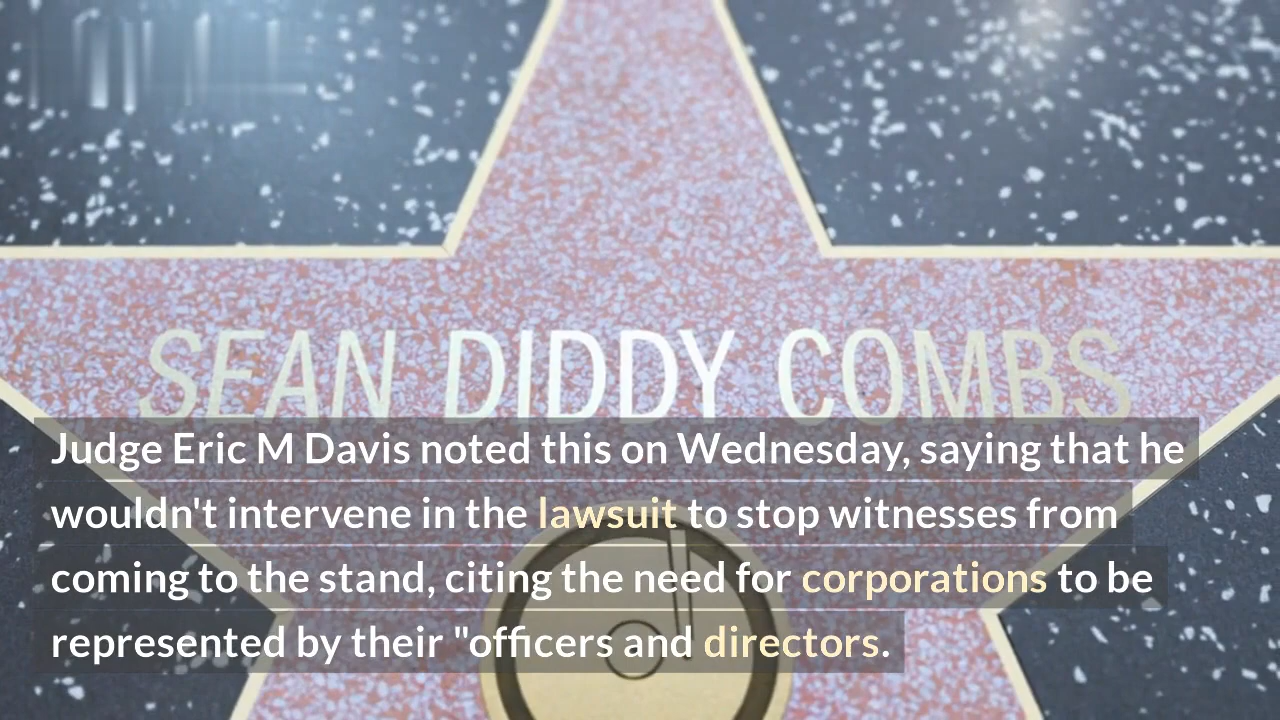 SEAN DIDDY COMBS
Judge Eric M Davis noted this on Wednesday, saying that he
wouldn't intervene in the lawsuit to stop witnesses from
coming to the stand, citing the need for corporations to be
represented by their "officers and directors.